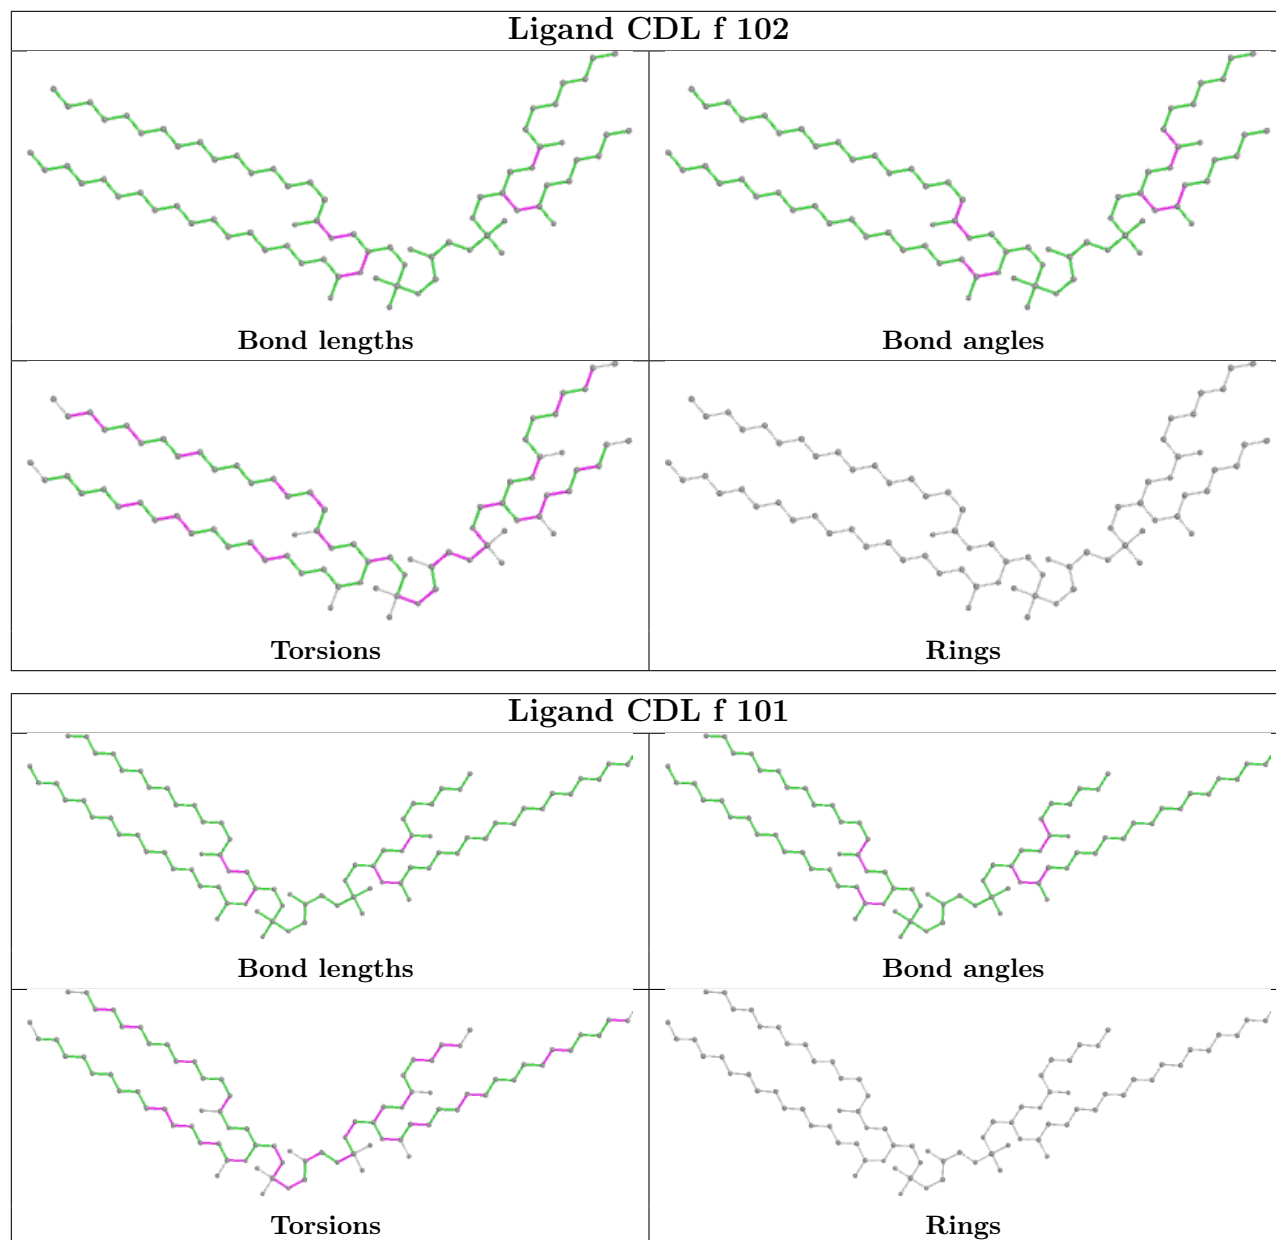 Ligand CDL f 102
Bond lengths
Bond angles
Torsions
Rings
Ligand CDL f 101
Bond lengths
Bond angles
Torsions
Rings